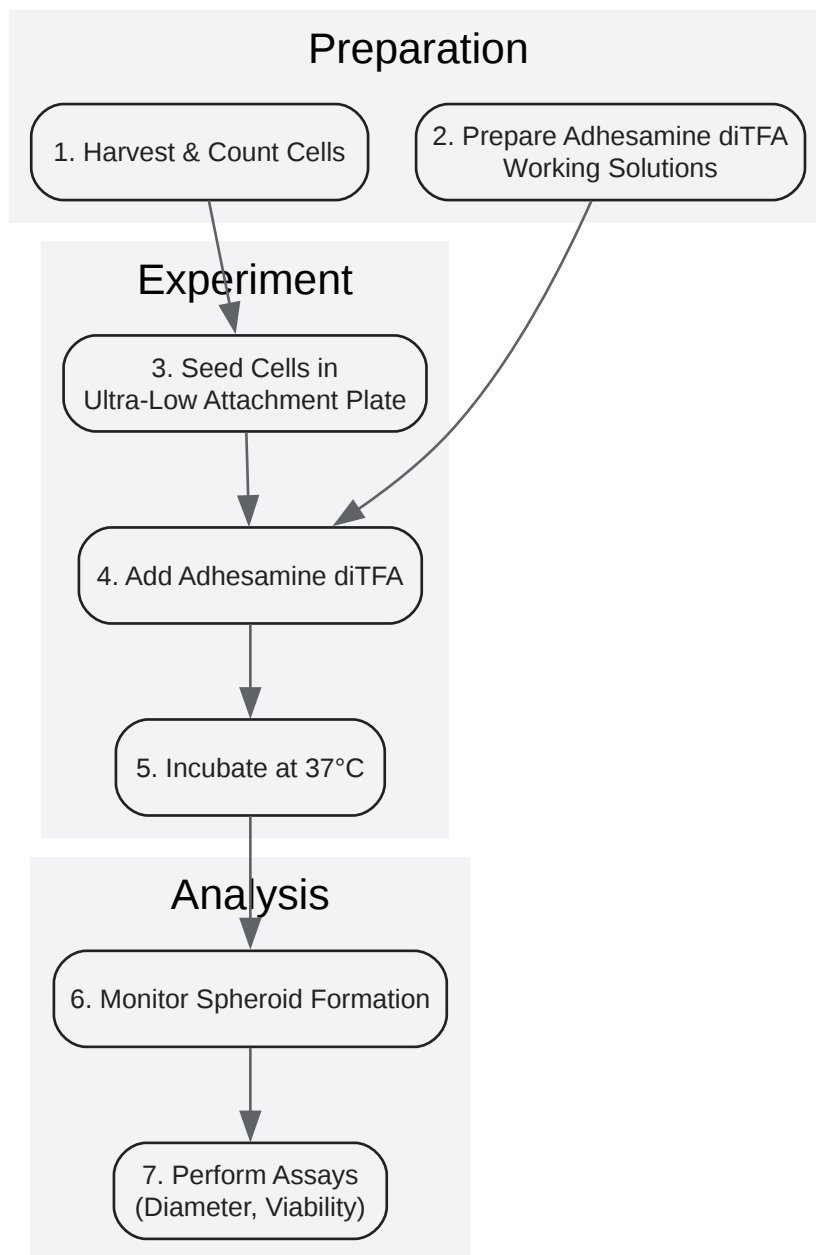 Preparation
1. Harvest & Count Cells
2. Prepare Adhesamine diTFA
Working Solutions
Experiment
3. Seed Cells in
Ultra-Low Attachment Plate
4. Add Adhesamine diTFA
5. Incubate at 37°C
Analysis
6. Monitor Spheroid Formation
7. Perform Assays
(Diameter, Viability)